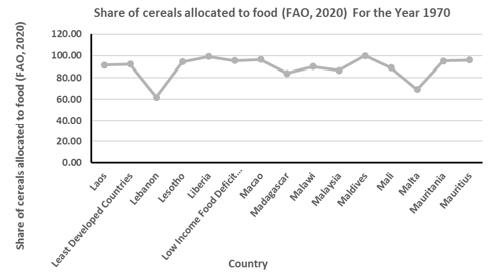 Share of cereals allocated to food (FAO, 2020) For the Year 1970
Share of cereals allocated to food (FAO, 2020)
120.00
100.00
80.00
60.00
40.00
20.00
0.00
Laos
Least Developed Countries
Lebanon
Lesotho
Liberia
Low Income Food Deficit...
Macao
Madagascar
Malawi
Malaysia
Maldives
Mali
Malta
Mauritania
Mauritius
Country